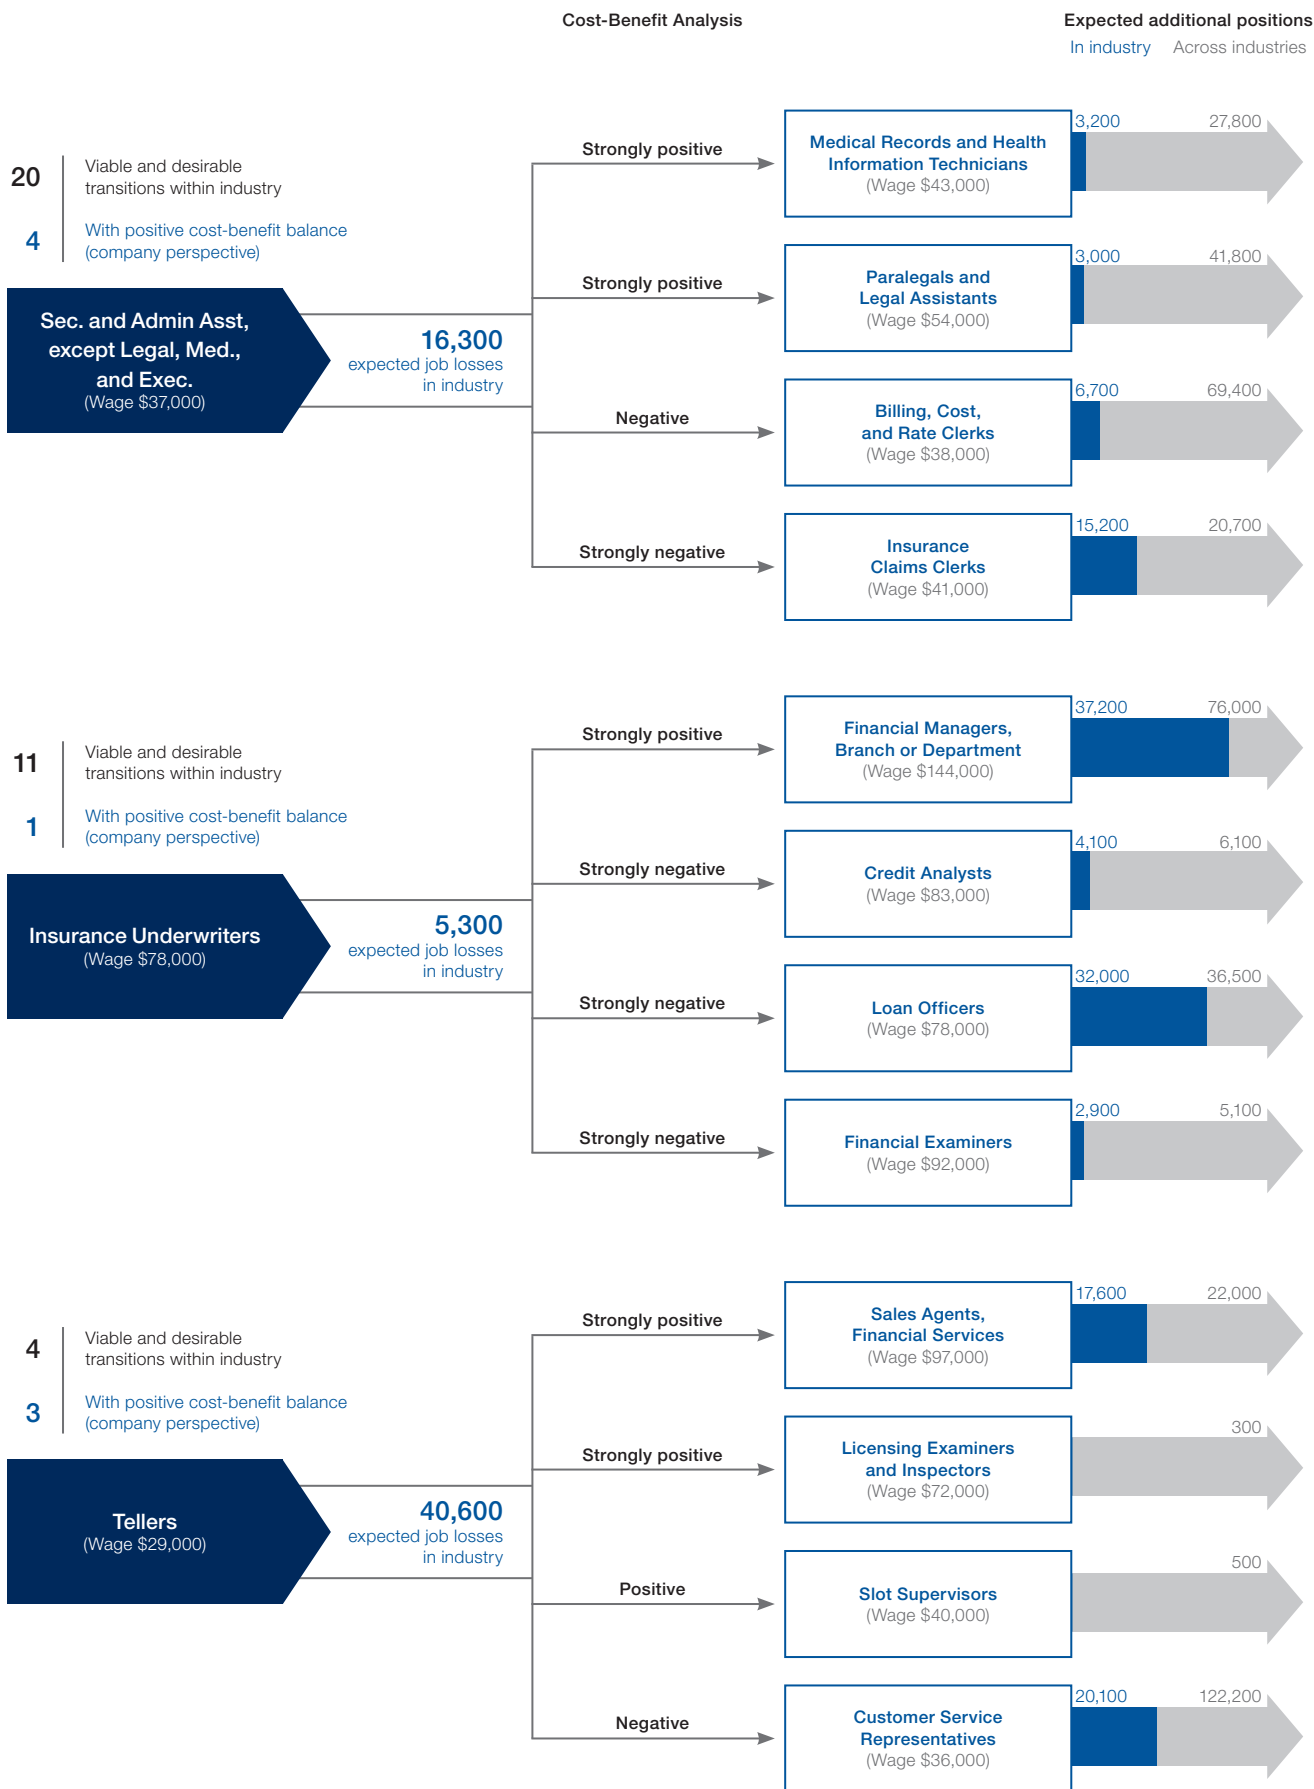 Cost-Benefit Analysis
Expected additional positions
In industry Across industries
20
Viable and desirable
transitions within industry
4
With positive cost-benefit balance
(company perspective)
Sec. and Admin Asst,
except Legal, Med.,
and Exec.
(Wage $37,000)
16,300
expected job losses
in industry
Strongly positive
Medical Records and Health
Information Technicians
(Wage $43,000)
3,200 27,800
Strongly positive
Paralegals and
Legal Assistants
(Wage $54,000)
3,000 41,800
Negative
Billing, Cost,
and Rate Clerks
(Wage $38,000)
6,700 69,400
Strongly negative
Insurance
Claims Clerks
(Wage $41,000)
15,200 20,700
11
Viable and desirable
transitions within industry
1
With positive cost-benefit balance
(company perspective)
Insurance Underwriters
(Wage $78,000)
5,300
expected job losses
in industry
Strongly positive
Financial Managers,
Branch or Department
(Wage $144,000)
37,200 76,000
Strongly negative
Credit Analysts
(Wage $83,000)
4,100 6,100
Strongly negative
Loan Officers
(Wage $78,000)
32,000 36,500
Strongly negative
Financial Examiners
(Wage $92,000)
2,900 5,100
4
Viable and desirable
transitions within industry
3
With positive cost-benefit balance
(company perspective)
Tellers
(Wage $29,000)
40,600
expected job losses
in industry
Strongly positive
Sales Agents,
Financial Services
(Wage $97,000)
17,600 22,000
Strongly positive
Licensing Examiners
and Inspectors
(Wage $72,000)
300
Positive
Slot Supervisors
(Wage $40,000)
500
Negative
Customer Service
Representatives
(Wage $36,000)
20,100 122,200